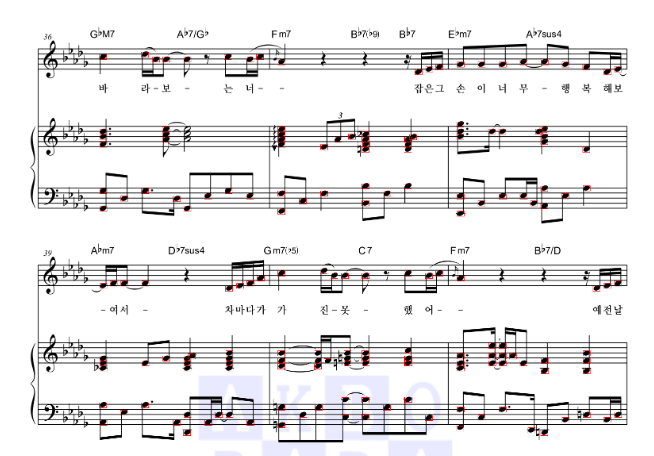 36
G♭M7 A♭7/G♭ Fm7 B♭7(♭9) B♭7 E♭m7 A♭7sus4
바 라-보- 는 너- - 잡은그 손 이 너 무 - 행 복 해보
3
39
A♭m7 D♭7sus4 Gm7(♭5) C7 Fm7 B♭7/D
-여서- 차마다가 가 진-못- 했 어- - 예전날
AKBO